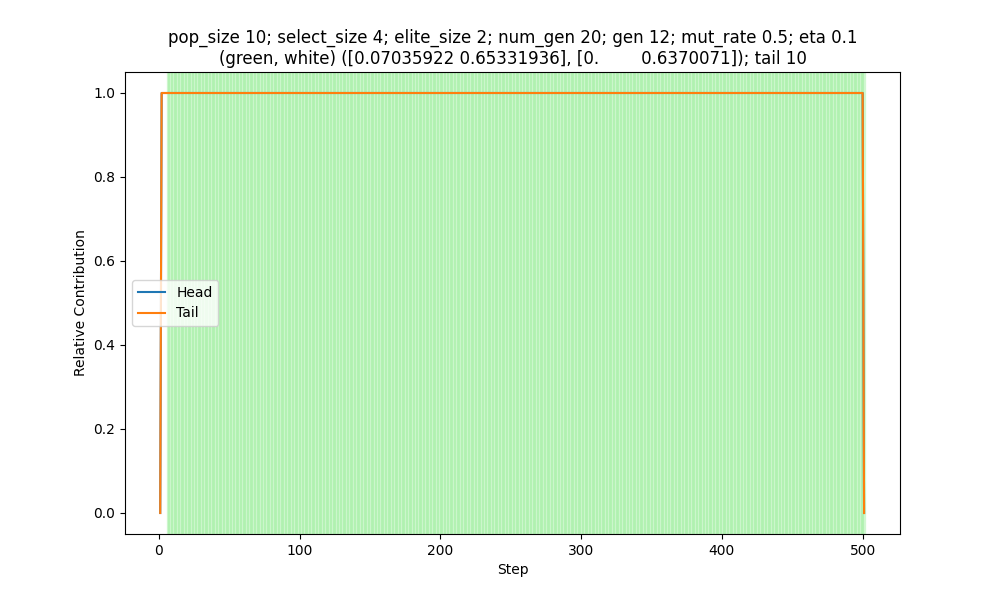 pop_size 10; select_size 4; elite_size 2; num_gen 20; gen 12; mut_rate 0.5; eta 0.1
(green, white) ([0.07035922 0.65331936], [0.        0.6370071]); tail 10
1.0
0.8
0.6
0.4
0.2
0.0
Relative Contribution
Head
Tail
0
100
200
300
400
500
Step